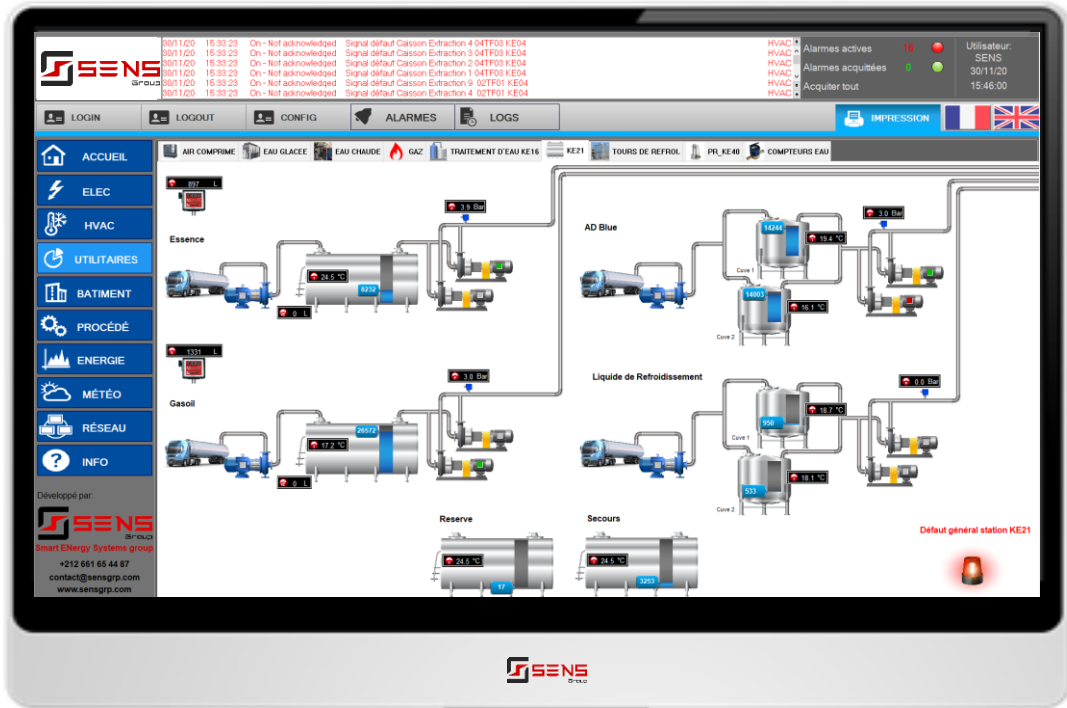 SENS
Group
30/11/20 15:33:23 On - Not acknowledged Signal défaut Caisson Extraction 4 04TF03 KE04 HVAC
30/11/20 15:33:23 On - Not acknowledged Signal défaut Caisson Extraction 3 04TF03 KE04 HVAC
30/11/20 15:33:23 On - Not acknowledged Signal défaut Caisson Extraction 2 04TF03 KE04 HVAC
30/11/20 15:33:23 On - Not acknowledged Signal défaut Caisson Extraction 1 04TF03 KE04 HVAC
30/11/20 15:33:23 On - Not acknowledged Signal défaut Caisson Extraction 9 02TF01 KE04 HVAC
30/11/20 15:33:23 On - Not acknowledged Signal défaut Caisson Extraction 4 02TF01 KE04 HVAC
Alarmes actives 16
Alarmes acquittées 0
Acquiter tout
Utilisateur:
SENS
30/11/20
15:46:00
LOGIN LOGOUT CONFIG ALARMES LOGS IMPRESSION
AIR COMPRIME EAU GLACEE EAU CHAUDE GAZ TRAITEMENT D'EAU KE16 KE21 TOURS DE REFROI. PR_KE40 COMPTEURS EAU
ACCUEIL
ELEC
HVAC
UTILITAIRES
BATIMENT
PROCÉDÉ
ENERGIE
MÉTÉO
RÉSEAU
INFO
Développé par:
SENS
Group
Smart ENergy Systems group
+212 661 65 44 87
contact@sensgrp.com
www.sensgrp.com
897 L
Essence
3.9 Bar
24.5 °C
8232
0 L
AD Blue
3.0 Bar
14244
19.4 °C
Cuve 1
14003
16.1 °C
Cuve 2
1331 L
Gasoil
3.0 Bar
26572
17.2 °C
0 L
Liquide de Refroidissement
0.0 Bar
18.7 °C
950
Cuve 1
18.1 °C
533
Cuve 2
Reserve
24.5 °C
17
Secours
24.5 °C
3253
Défaut général station KE21
SENS
Group